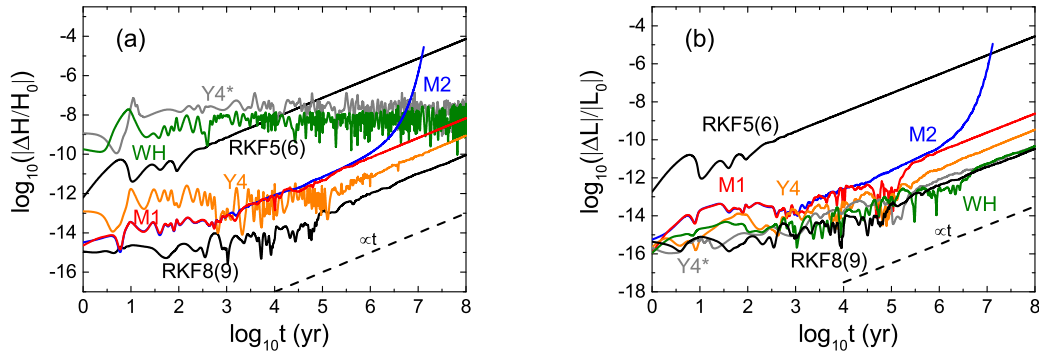 (a)
-4
-6
-8
-10
-12
-14
-16
log10(|ΔH/H0|)
Y4*
M2
WH
RKF5(6)
Y4
M1
RKF8(9)
∝t
0 1 2 3 4 5 6 7 8
log10t (yr)
(b)
-4
-6
-8
-10
-12
-14
-16
-18
log10(|ΔL|/|L0|)
RKF5(6)
M2
M1
Y4
WH
Y4*
RKF8(9)
∝t
0 1 2 3 4 5 6 7 8
log10t (yr)